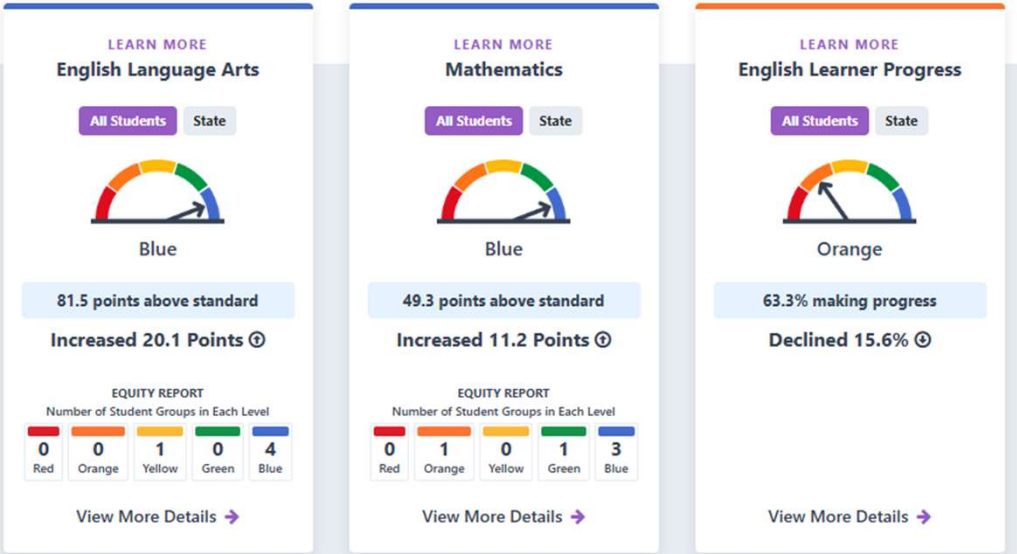 LEARN MORE
English Language Arts
All Students State
Blue
81.5 points above standard
Increased 20.1 Points
EQUITY REPORT
Number of Student Groups in Each Level
0 0 1 0 4
Red Orange Yellow Green Blue
View More Details
LEARN MORE
Mathematics
All Students State
Blue
49.3 points above standard
Increased 11.2 Points
EQUITY REPORT
Number of Student Groups in Each Level
0 1 0 1 3
Red Orange Yellow Green Blue
View More Details
LEARN MORE
English Learner Progress
All Students State
Orange
63.3% making progress
Declined 15.6%
View More Details